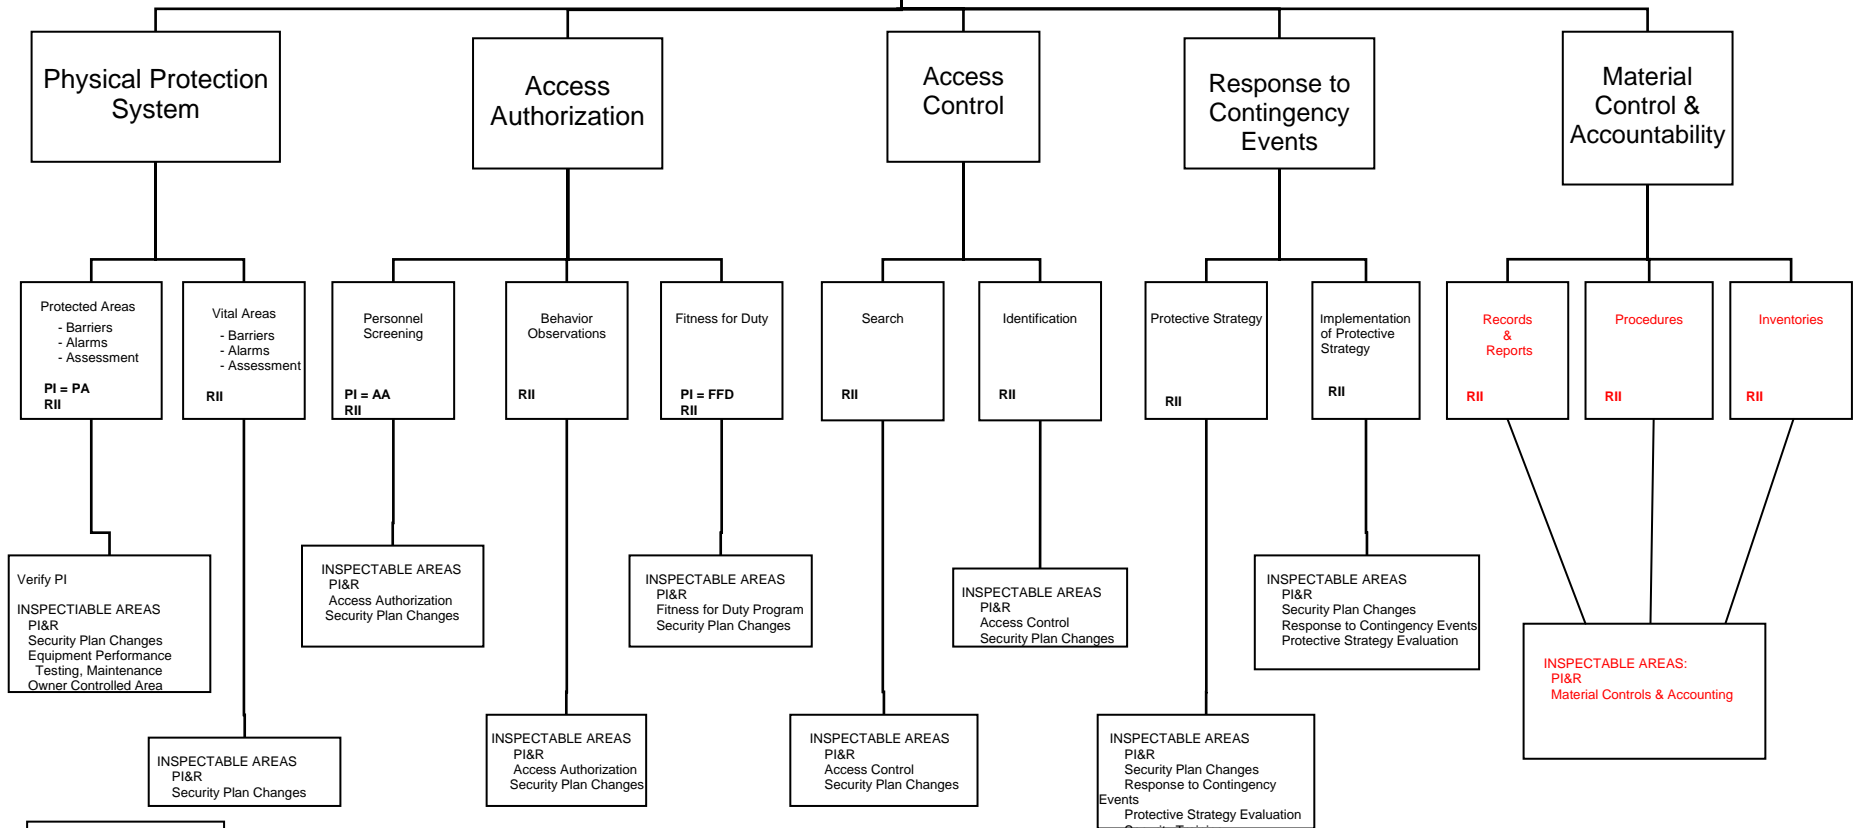 Physical Protection
System
Access
Authorization
Access
Control
Response to
Contingency
Events
Material
Control &
Accountability
Protected Areas
- Barriers
- Alarms
- Assessment
PI = PA
RII
Vital Areas
- Barriers
- Alarms
- Assessment
RII
Personnel
Screening
PI = AA
RII
Behavior
Observations
RII
Fitness for Duty
PI = FFD
RII
Search
RII
Identification
RII
Protective Strategy
RII
Implementation
of Protective
Strategy
RII
Records
&
Reports
RII
Procedures
RII
Inventories
RII
Verify PI
INSPECTIABLE AREAS
PI&R
Security Plan Changes
Equipment Performance
Testing, Maintenance
Owner Controlled Area
INSPECTABLE AREAS
PI&R
Access Authorization
Security Plan Changes
INSPECTABLE AREAS
PI&R
Fitness for Duty Program
Security Plan Changes
INSPECTABLE AREAS
PI&R
Access Control
Security Plan Changes
INSPECTABLE AREAS
PI&R
Security Plan Changes
Response to Contingency Events
Protective Strategy Evaluation
INSPECTABLE AREAS:
PI&R
Material Controls & Accounting
INSPECTABLE AREAS
PI&R
Security Plan Changes
INSPECTABLE AREAS
PI&R
Access Authorization
Security Plan Changes
INSPECTABLE AREAS
PI&R
Access Control
Security Plan Changes
INSPECTABLE AREAS
PI&R
Security Plan Changes
Response to Contingency
Events
Protective Strategy Evaluation